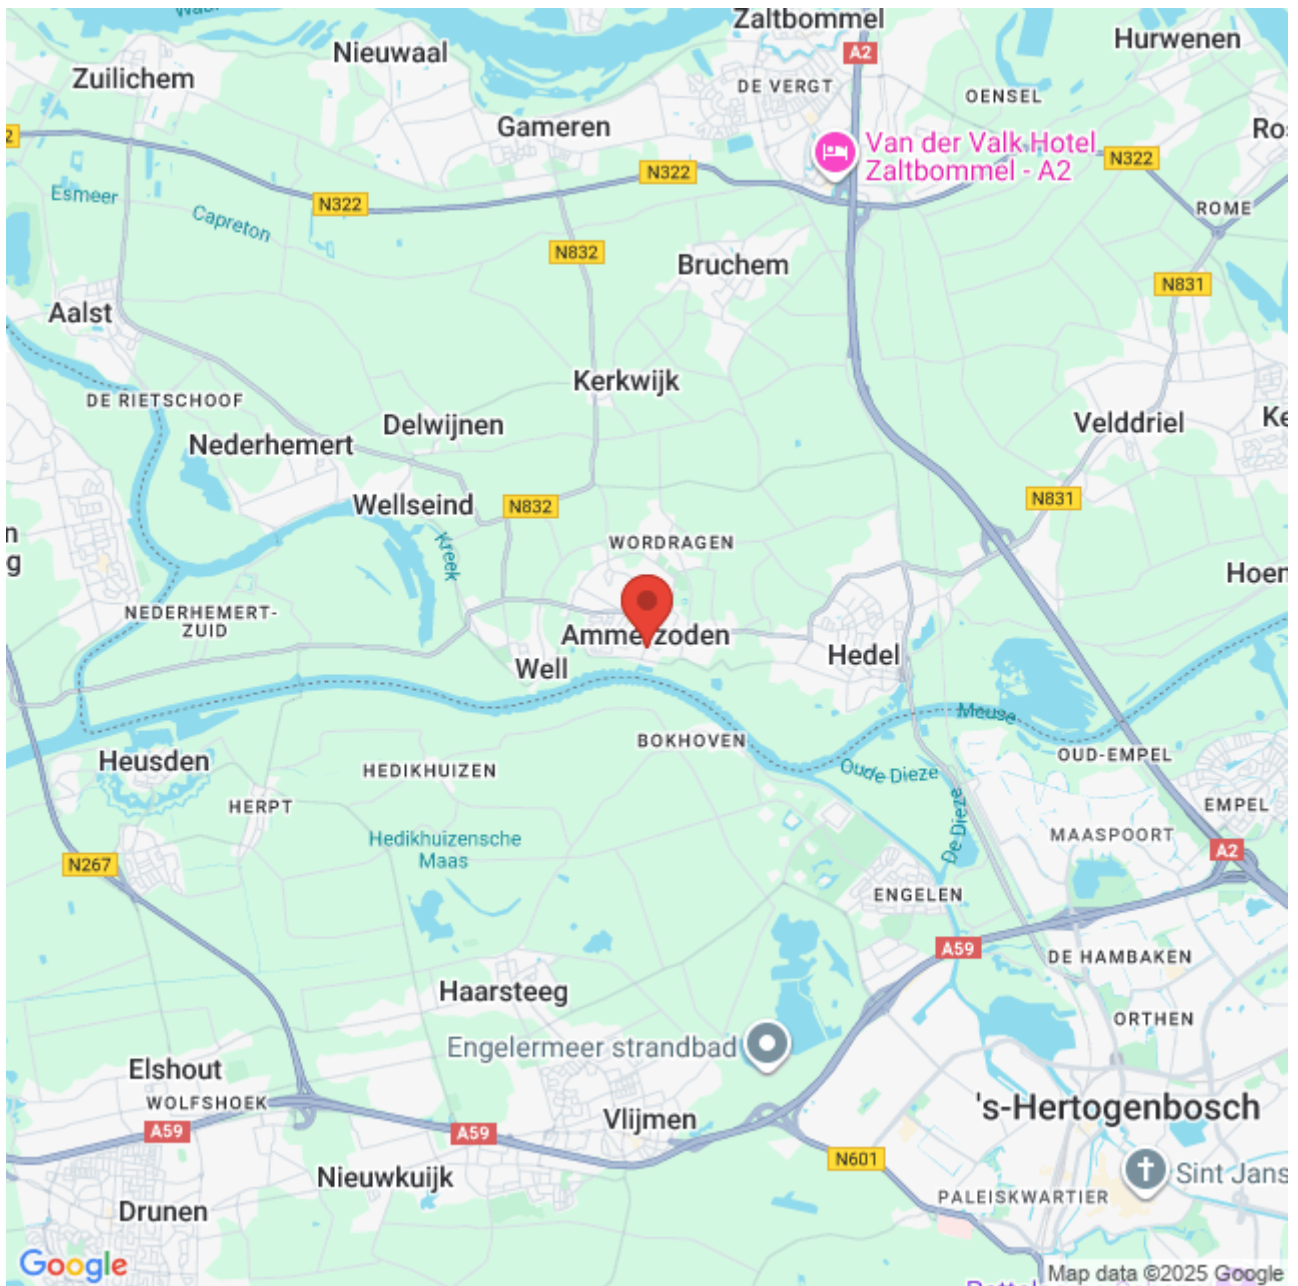 Zaltbommel
Hurwenen
Nieuwaal
Zuilichem
A2
DE VERGT
OENSEL
Gameren
Van der Valk Hotel
Zaltbommel - A2
N322
N322
N322
Esmeer
Capreton
ROME
N832
Bruchem
N831
Aalst
Kerkwijk
DE RIETSCHOOF
Delwijnen
Nederhemert
Velddriel
Wellseind
N832
N831
Kreek
WORDRAGEN
NEDERHEMERT-
ZUID
Ammerzoden
Well
Hedel
Meuse
BOKHOVEN
Oude Dieze
OUD-EMPEL
Heusden
HEDIKHUIZEN
HERPT
EMPEL
De Dieze
MAASPOORT
Hedikhuizensche
Maas
A2
N267
ENGELEN
A59
DE HAMBAKEN
Haarsteeg
ORTHEN
Engelermeer strandbad
Elshout
WOLFSHOEK
's-Hertogenbosch
A59
A59
Vlijmen
N601
Nieuwkuijk
Sint Jans
PALEISKWARTIER
Drunen
Google
Map data ©2025 Google